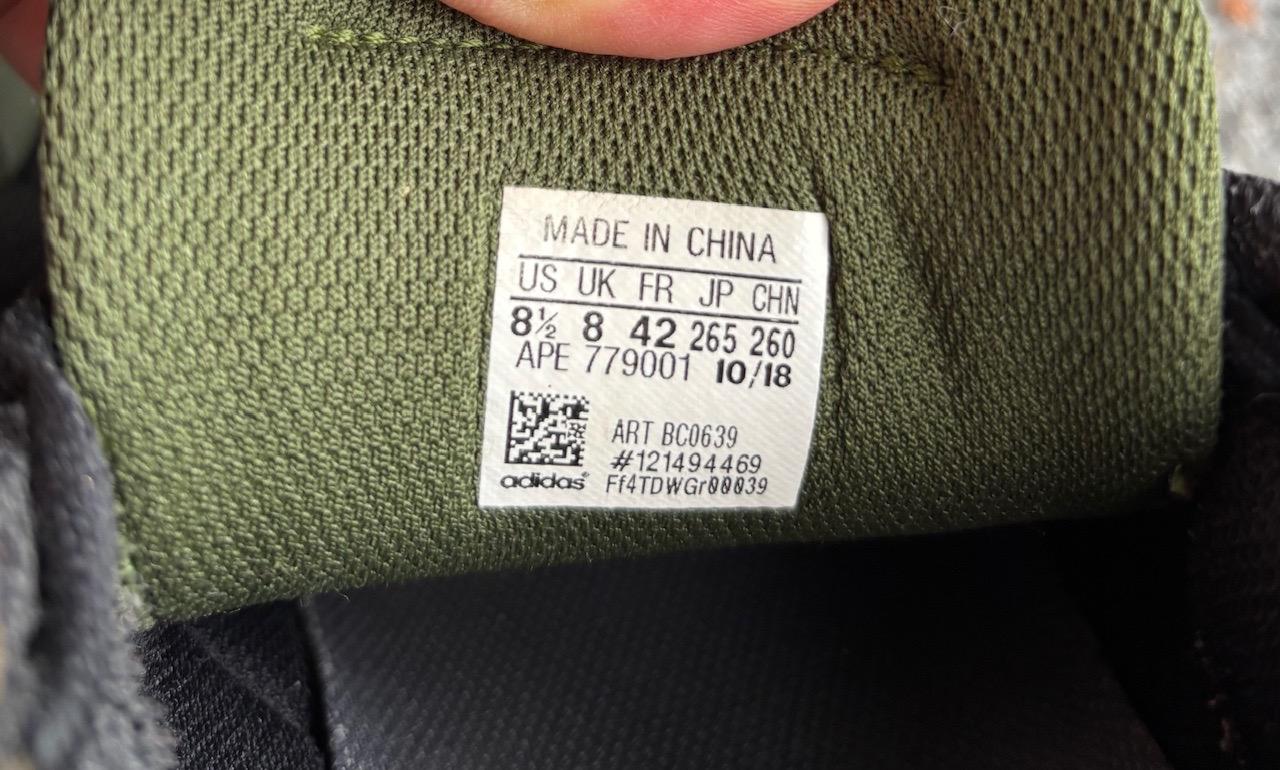 MADE IN CHINA
US UK FR JP CHN
8½ 8 42 265 260
APE 779001 10/18
ART BC0639
#121494469
adidas® Ff4TDWGr00039